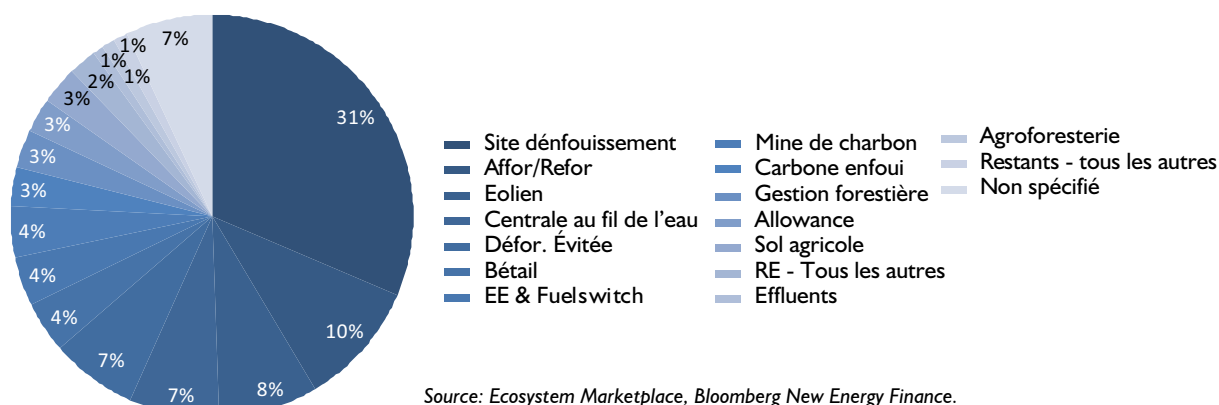 31%
10%
8%
7%
7%
4%
4%
4%
3%
3%
3%
3%
2%
1%
1%
1%
7%
Site dénfouissement
Affor/Refor
Eolien
Centrale au fil de l'eau
Défor. Évitée
Bétail
EE & Fuelswitch
Mine de charbon
Carbone enfoui
Gestion forestière
Allowance
Sol agricole
RE - Tous les autres
Effluents
Agroforesterie
Restants - tous les autres
Non spécifié
Source: Ecosystem Marketplace, Bloomberg New Energy Finance.